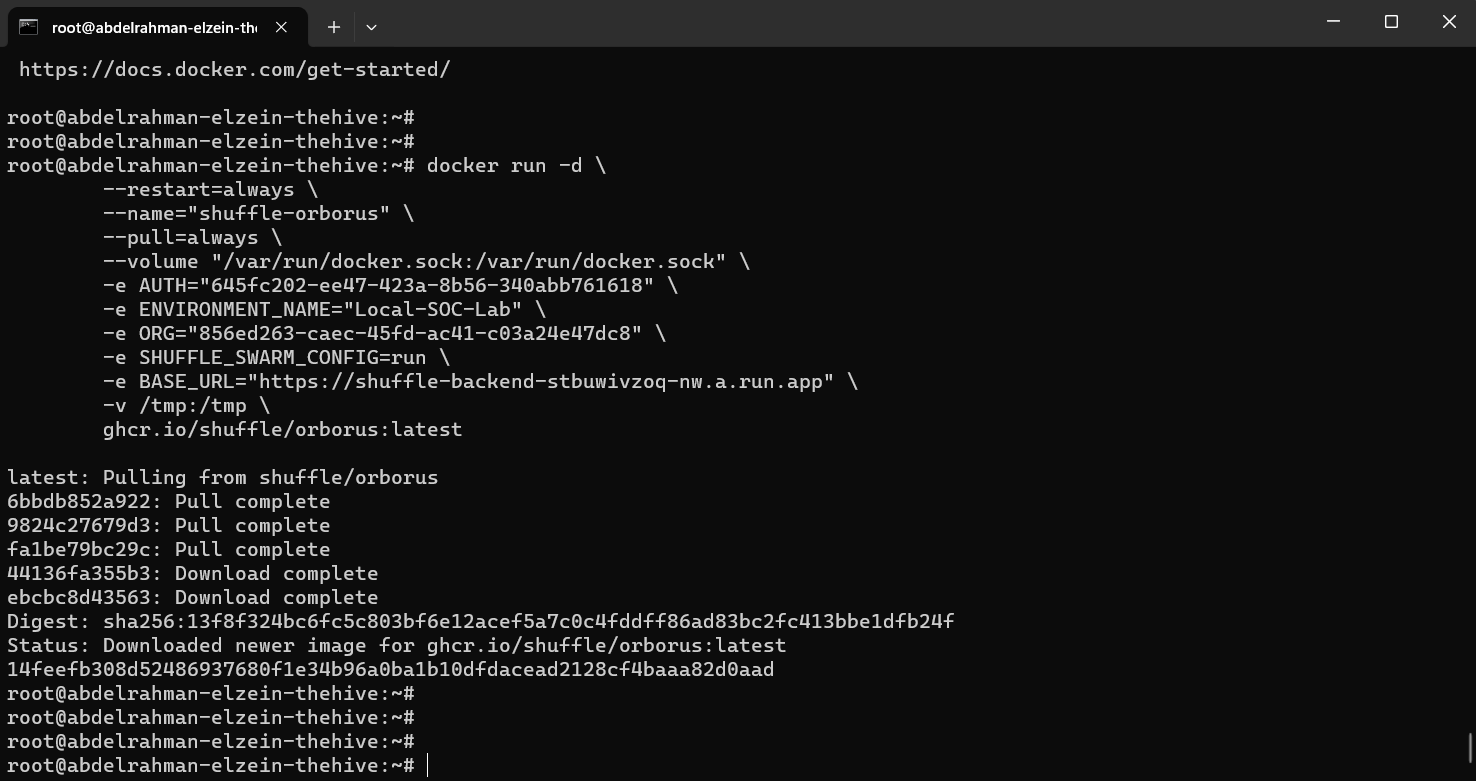 root@abdelrahman-elzein-the
https://docs.docker.com/get-started/
root@abdelrahman-elzein-thehive:~#
root@abdelrahman-elzein-thehive:~#
root@abdelrahman-elzein-thehive:~# docker run -d \
--restart=always \
--name="shuffle-orborus" \
--pull=always \
--volume "/var/run/docker.sock:/var/run/docker.sock" \
-e AUTH="645fc202-ee47-423a-8b56-340abb761618" \
-e ENVIRONMENT_NAME="Local-SOC-Lab" \
-e ORG="856ed263-caec-45fd-ac41-c03a24e47dc8" \
-e SHUFFLE_SWARM_CONFIG=run \
-e BASE_URL="https://shuffle-backend-stbuwivzoq-nw.a.run.app" \
-v /tmp:/tmp \
ghcr.io/shuffle/orborus:latest
latest: Pulling from shuffle/orborus
6bbdb852a922: Pull complete
9824c27679d3: Pull complete
fa1be79bc29c: Pull complete
44136fa355b3: Download complete
ebcbc8d43563: Download complete
Digest: sha256:13f8f324bc6fc5c803bf6e12acef5a7c0c4fddff86ad83bc2fc413bbe1dfb24f
Status: Downloaded newer image for ghcr.io/shuffle/orborus:latest
14feefb308d52486937680f1e34b96a0ba1b10dfdacead2128cf4baaa82d0aad
root@abdelrahman-elzein-thehive:~#
root@abdelrahman-elzein-thehive:~#
root@abdelrahman-elzein-thehive:~#
root@abdelrahman-elzein-thehive:~#